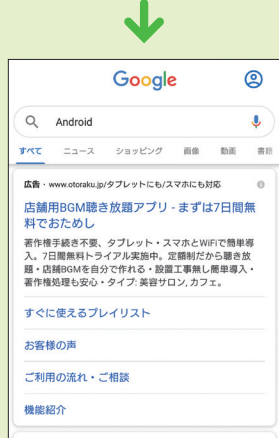 Google
Android
すべて ニュース ショッピング 画像 動画 書籍
広告・www.otoraku.jp/タブレットにも/スマホにも対応
店舗用BGM聴き放題アプリ - まずは7日間無
料でおためし
著作権手続き不要、タブレット・スマホとWiFiで簡単導
入。7日間無料トライアル実施中。定額制だから聴き放
題・店舗BGMを自分で作れる・設置工事無し簡単導入・
著作権処理も安心・タイプ: 美容サロン, カフェ。
すぐに使えるプレイリスト
お客様の声
ご利用の流れ・ご相談
機能紹介